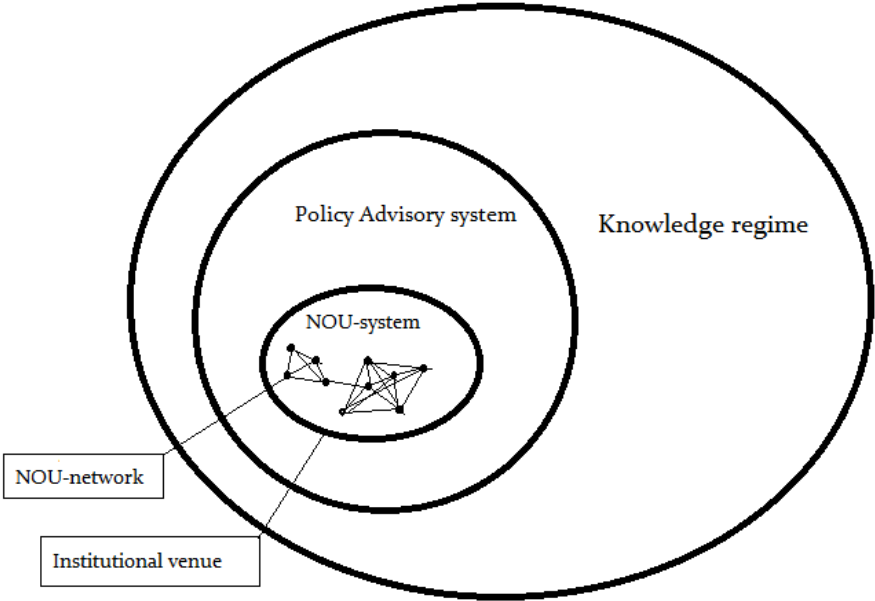 Policy Advisory system
Knowledge regime
NOU-system
NOU-network
Institutional venue